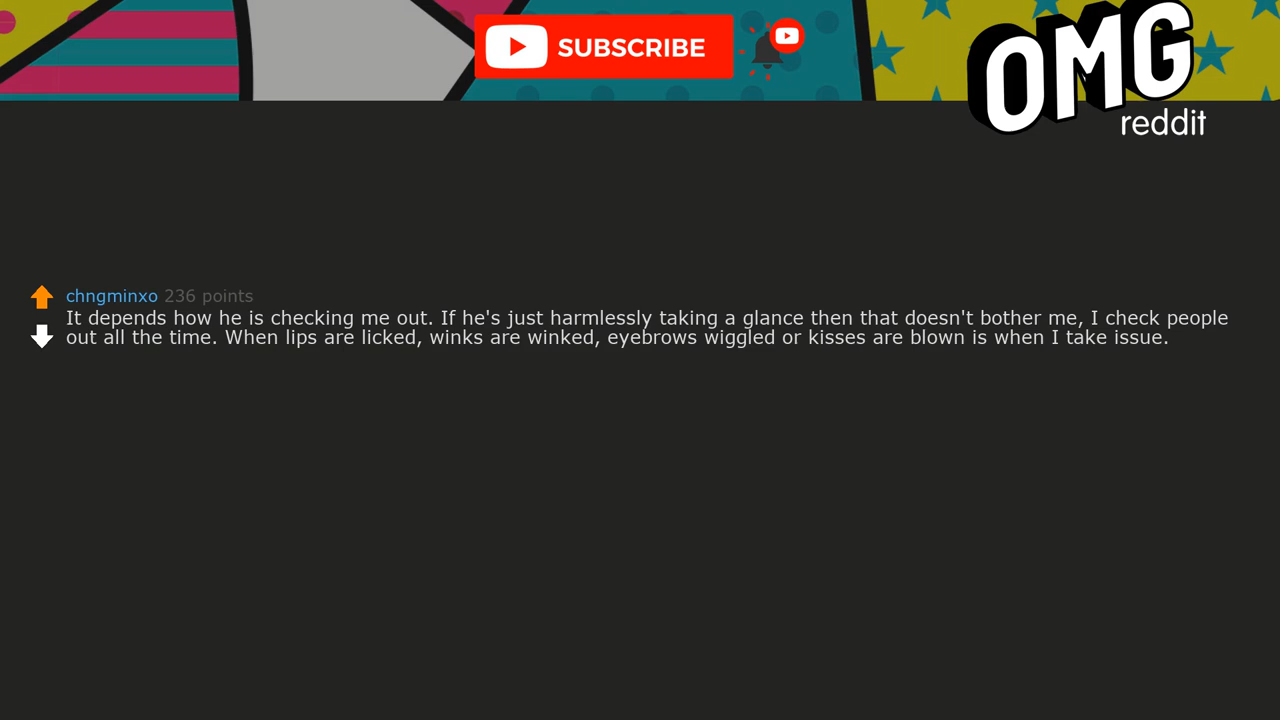 SUBSCRIBE
OMG
reddit
chngminxo 236 points
It depends how he is checking me out. If he's just harmlessly taking a glance then that doesn't bother me, I check people
out all the time. When lips are licked, winks are winked, eyebrows wiggled or kisses are blown is when I take issue.